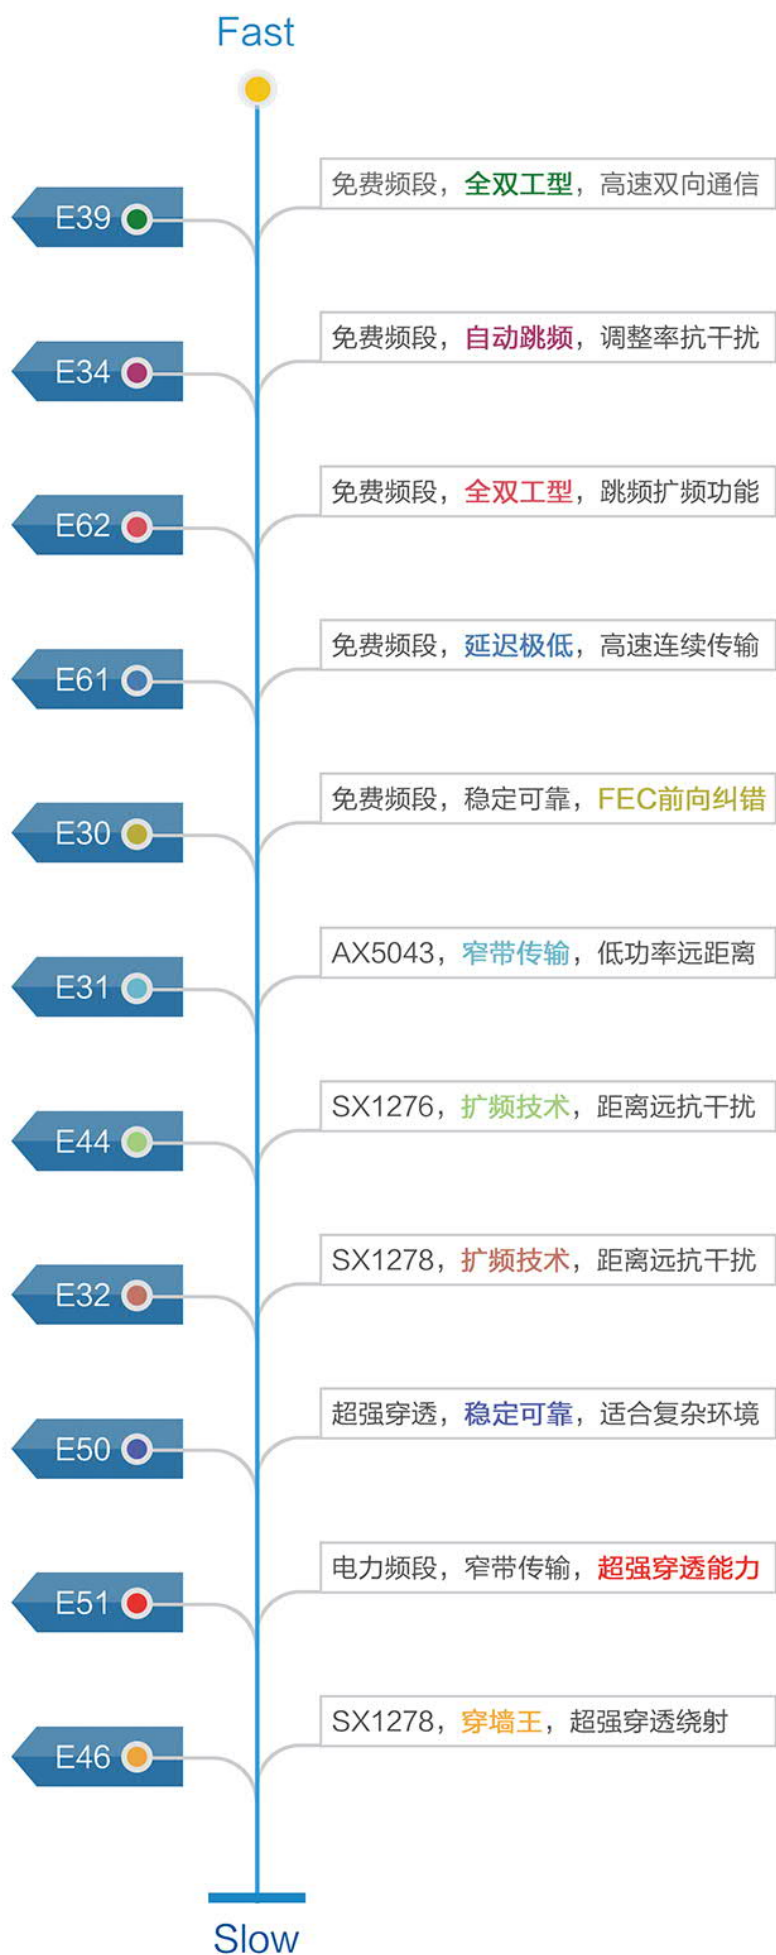 Fast
免费频段，全双工型，高速双向通信
E39
免费频段，自动跳频，调整率抗干扰
E34
免费频段，全双工型，跳频扩频功能
E62
免费频段，延迟极低，高速连续传输
E61
免费频段，稳定可靠，FEC前向纠错
E30
AX5043，窄带传输，低功率远距离
E31
SX1276，扩频技术，距离远抗干扰
E44
SX1278，扩频技术，距离远抗干扰
E32
超强穿透，稳定可靠，适合复杂环境
E50
电力频段，窄带传输，超强穿透能力
E51
SX1278，穿墙王，超强穿透绕射
E46
Slow